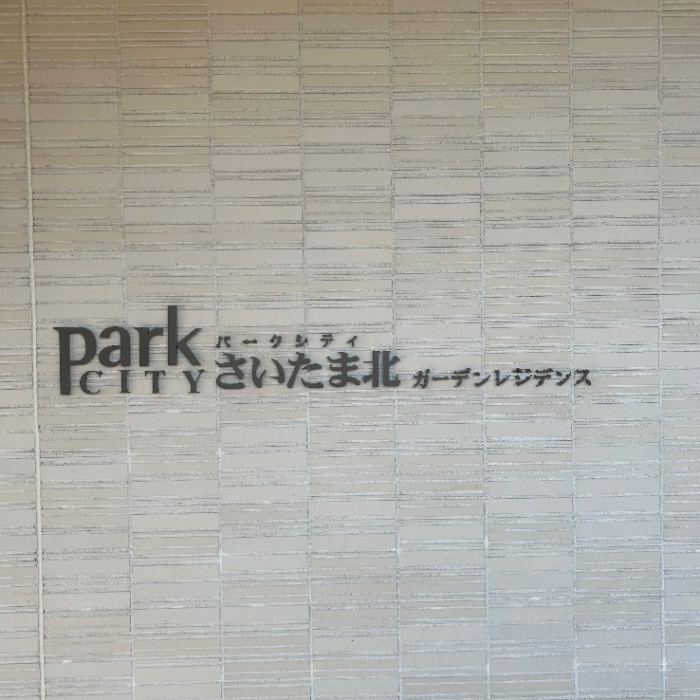 park
CITY
パークシティ
さいたま北 ガーデンレジデンス